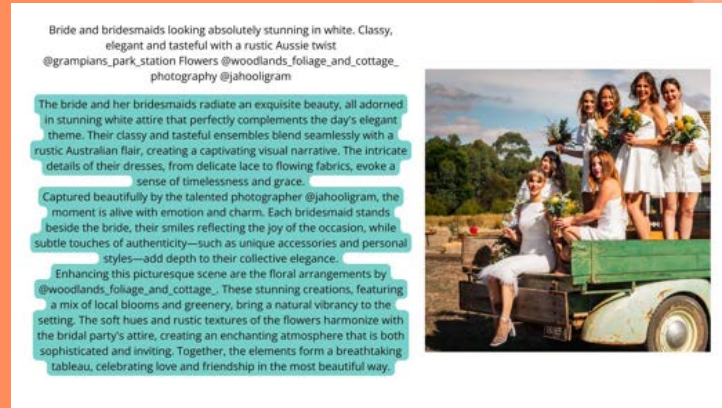 Bride and bridesmaids looking absolutely stunning in white. Classy,
elegant and tasteful with a rustic Aussie twist
@grampians_park_station Flowers @woodlands_foliage_and_cottage_
photography @jahooligram
The bride and her bridesmaids radiate an exquisite beauty, all adorned
in stunning white attire that perfectly complements the day's elegant
theme. Their classy and tasteful ensembles blend seamlessly with a
rustic Australian flair, creating a captivating visual narrative. The intricate
details of their dresses, from delicate lace to flowing fabrics, evoke a
sense of timelessness and grace.
Captured beautifully by the talented photographer @jahooligram, the
moment is alive with emotion and charm. Each bridesmaid stands
beside the bride, their smiles reflecting the joy of the occasion, while
subtle touches of authenticity—such as unique accessories and personal
styles—add depth to their collective elegance.
Enhancing this picturesque scene are the floral arrangements by
@woodlands_foliage_and_cottage_. These stunning creations, featuring
a mix of local blooms and greenery, bring a natural vibrancy to the
setting. The soft hues and rustic textures of the flowers harmonize with
the bridal party's attire, creating an enchanting atmosphere that is both
sophisticated and inviting. Together, the elements form a breathtaking
tableau, celebrating love and friendship in the most beautiful way.